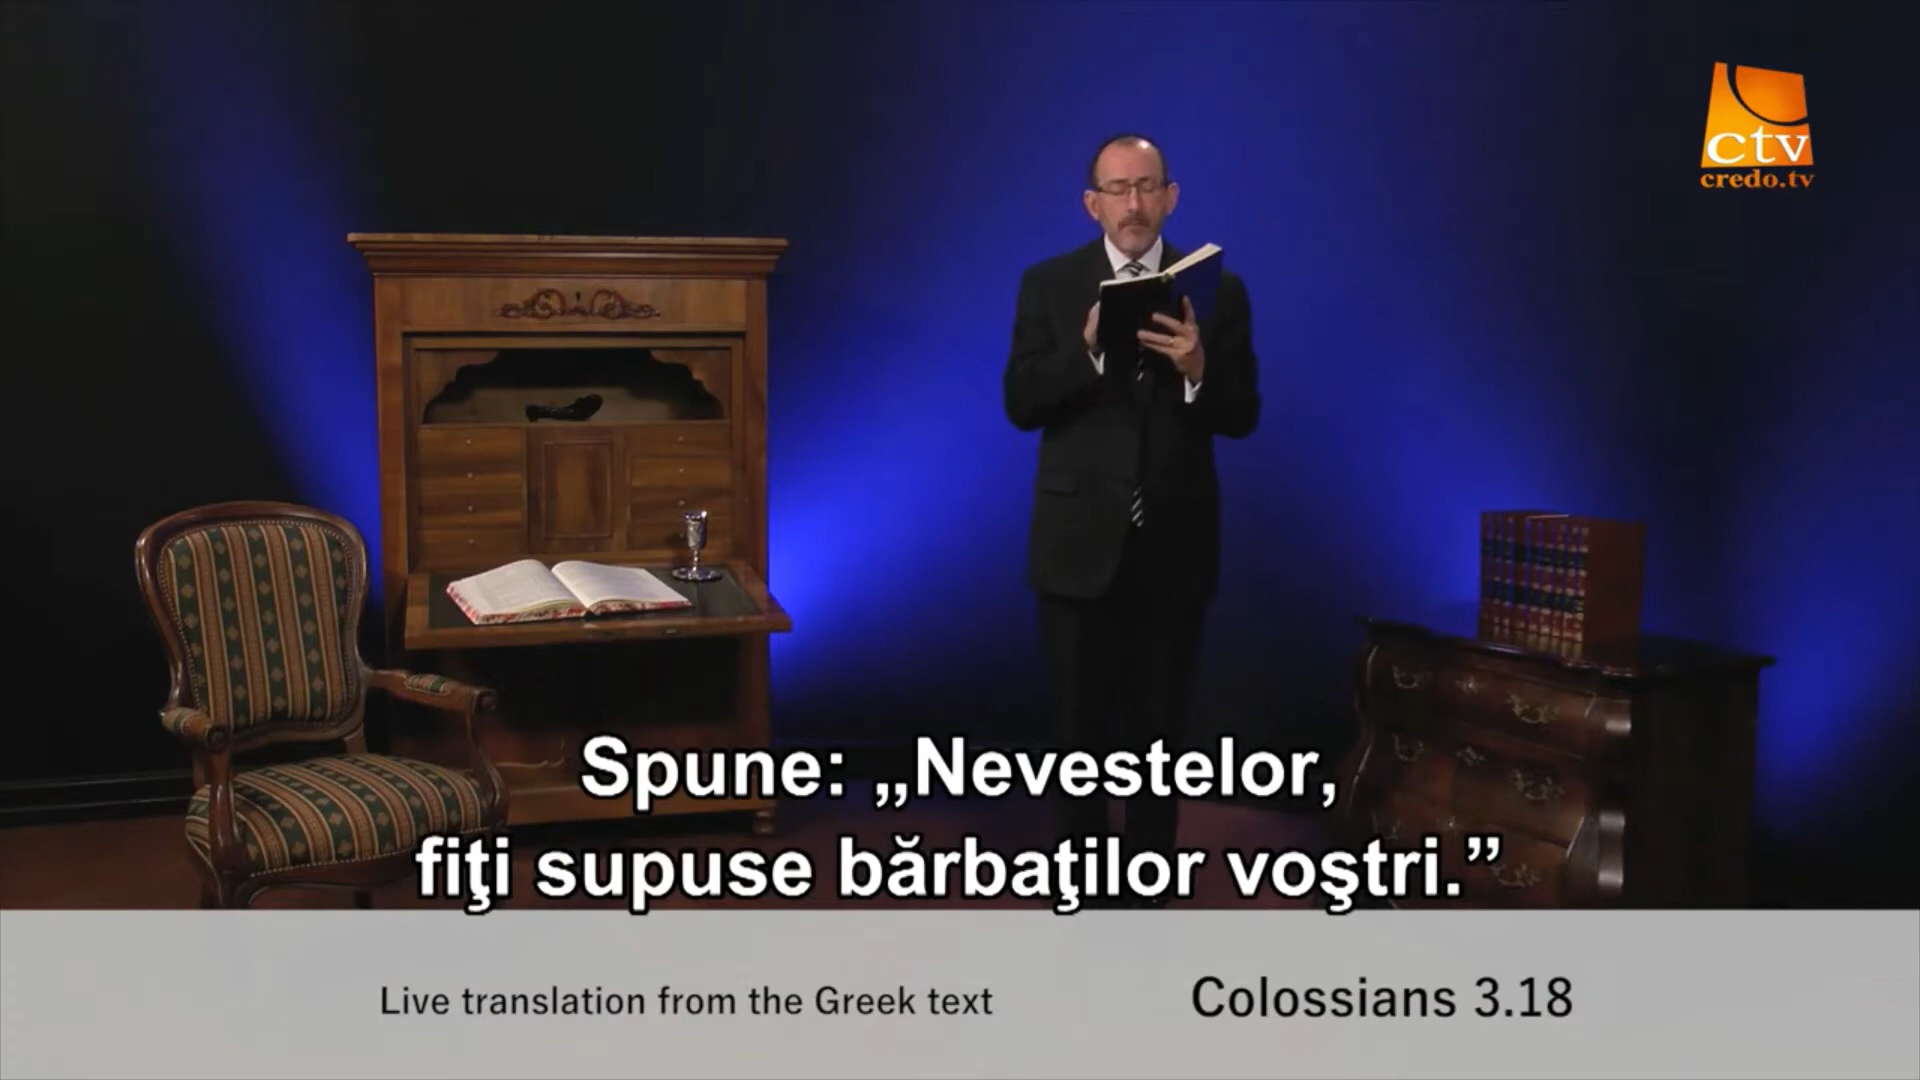 ctv
credo.tv
Spune: „Nevestelor,
fiţi supuse bărbaţilor voştri.”
Live translation from the Greek text
Colossians 3.18